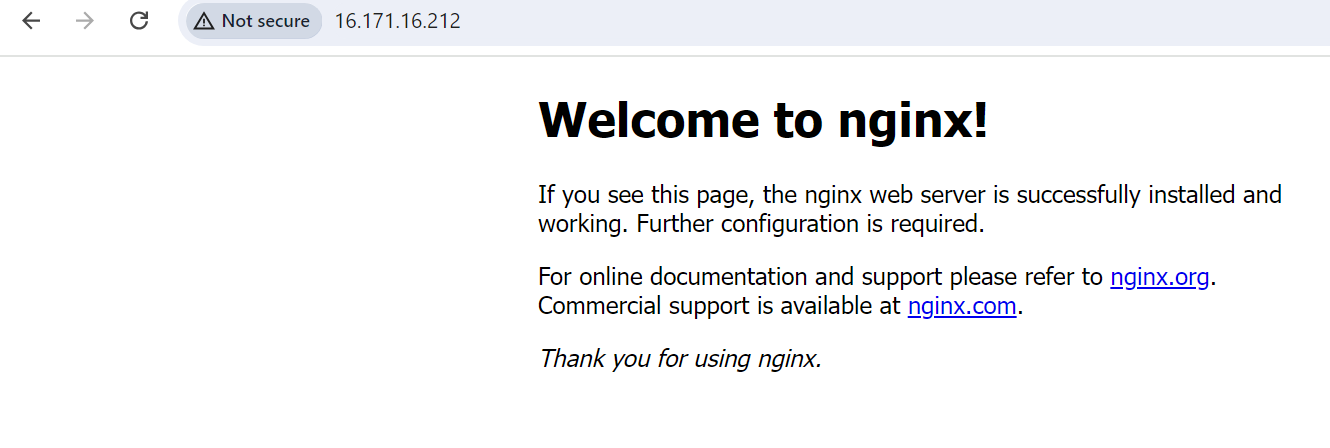 Not secure 16.171.16.212
Welcome to nginx!
If you see this page, the nginx web server is successfully installed and
working. Further configuration is required.
For online documentation and support please refer to nginx.org.
Commercial support is available at nginx.com.
Thank you for using nginx.